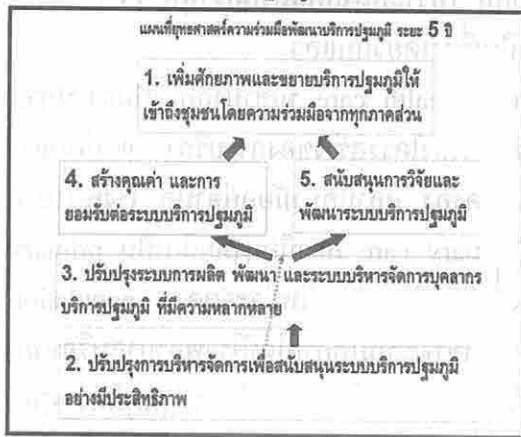 แผนที่ยุทธศาสตร์ความร่วมมือพัฒนาบริการปฐมภูมิ ระยะ 5 ปี
1. เพิ่มศักยภาพและขยายบริการปฐมภูมิให้
เข้าถึงชุมชนโดยความร่วมมือจากทุกภาคส่วน
4. สร้างคุณค่า และการ
ยอมรับต่อระบบบริการปฐมภูมิ
5. สนับสนุนการวิจัยและ
พัฒนาระบบบริการปฐมภูมิ
3. ปรับปรุงระบบการผลิต พัฒนา และระบบบริหารจัดการบุคลากร
บริการปฐมภูมิ ที่มีความหลากหลาย
2. ปรับปรุงการบริหารจัดการเพื่อสนับสนุนระบบบริการปฐมภูมิ
อย่างมีประสิทธิภาพ